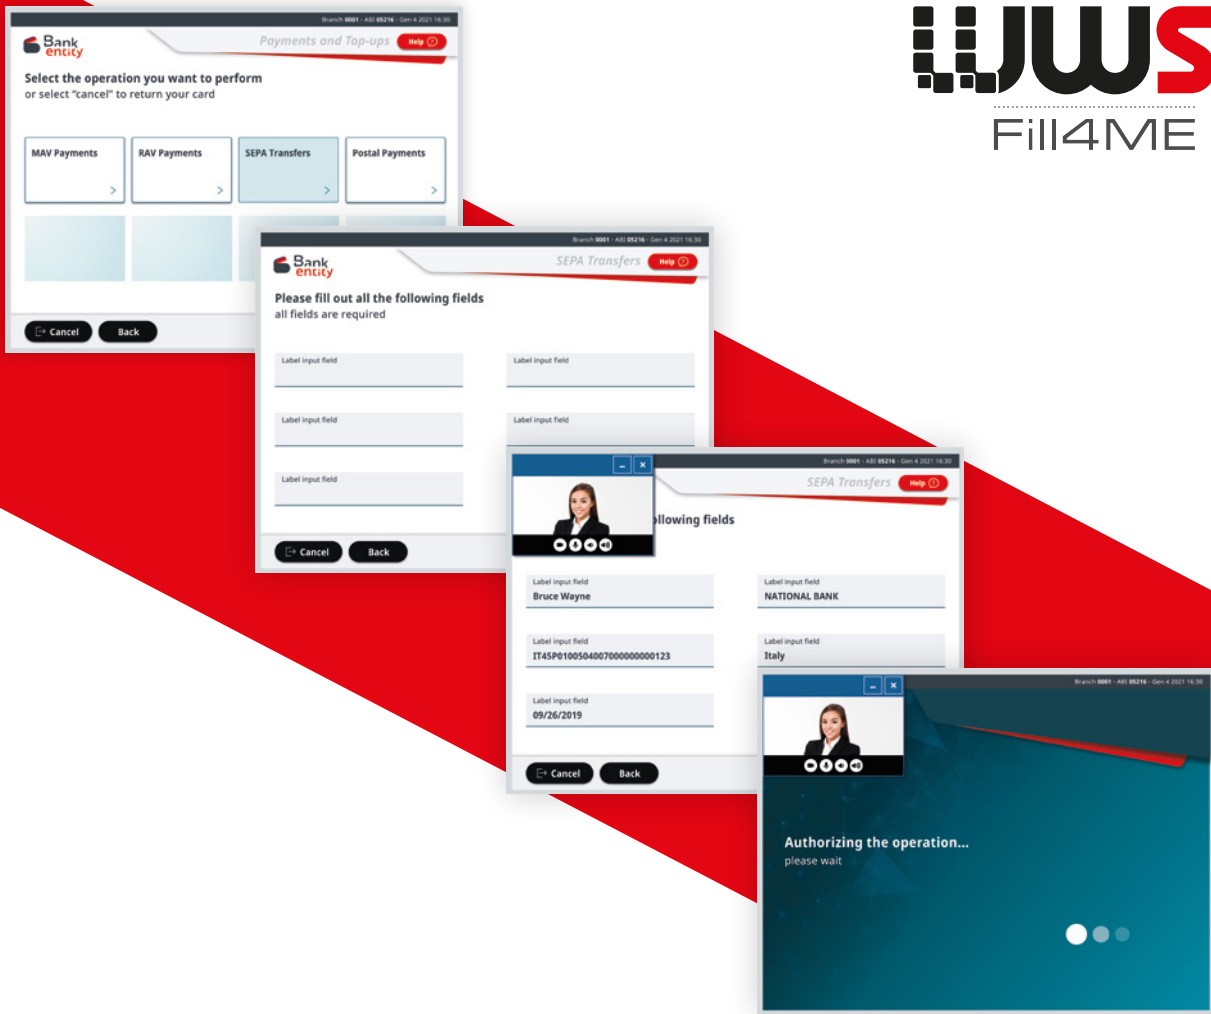 Branch 0001 - ABI 05216 - Gen 4 2021 16:30
Bank
entity
Payments and Top-ups
Help ?
Select the operation you want to perform
or select "cancel" to return your card
MAV Payments
RAV Payments
SEPA Transfers
Postal Payments
Cancel
Back
JWS
Fill4ME
Branch 0001 - ABI 05216 - Gen 4 2021 16:30
Bank
entity
SEPA Transfers
Help ?
Please fill out all the following fields
all fields are required
Label input field
Label input field
Label input field
Label input field
Label input field
Cancel
Back
Branch 0001 - ABI 05216 - Gen 4 2021 16:30
SEPA Transfers
Help ?
following fields
Label input field
Bruce Wayne
Label input field
NATIONAL BANK
Label input field
IT45P0100504007000000000123
Label input field
Italy
Label input field
09/26/2019
Cancel
Back
Branch 0001 - ABI 05216 - Gen 4 2021 16:30
Authorizing the operation...
please wait